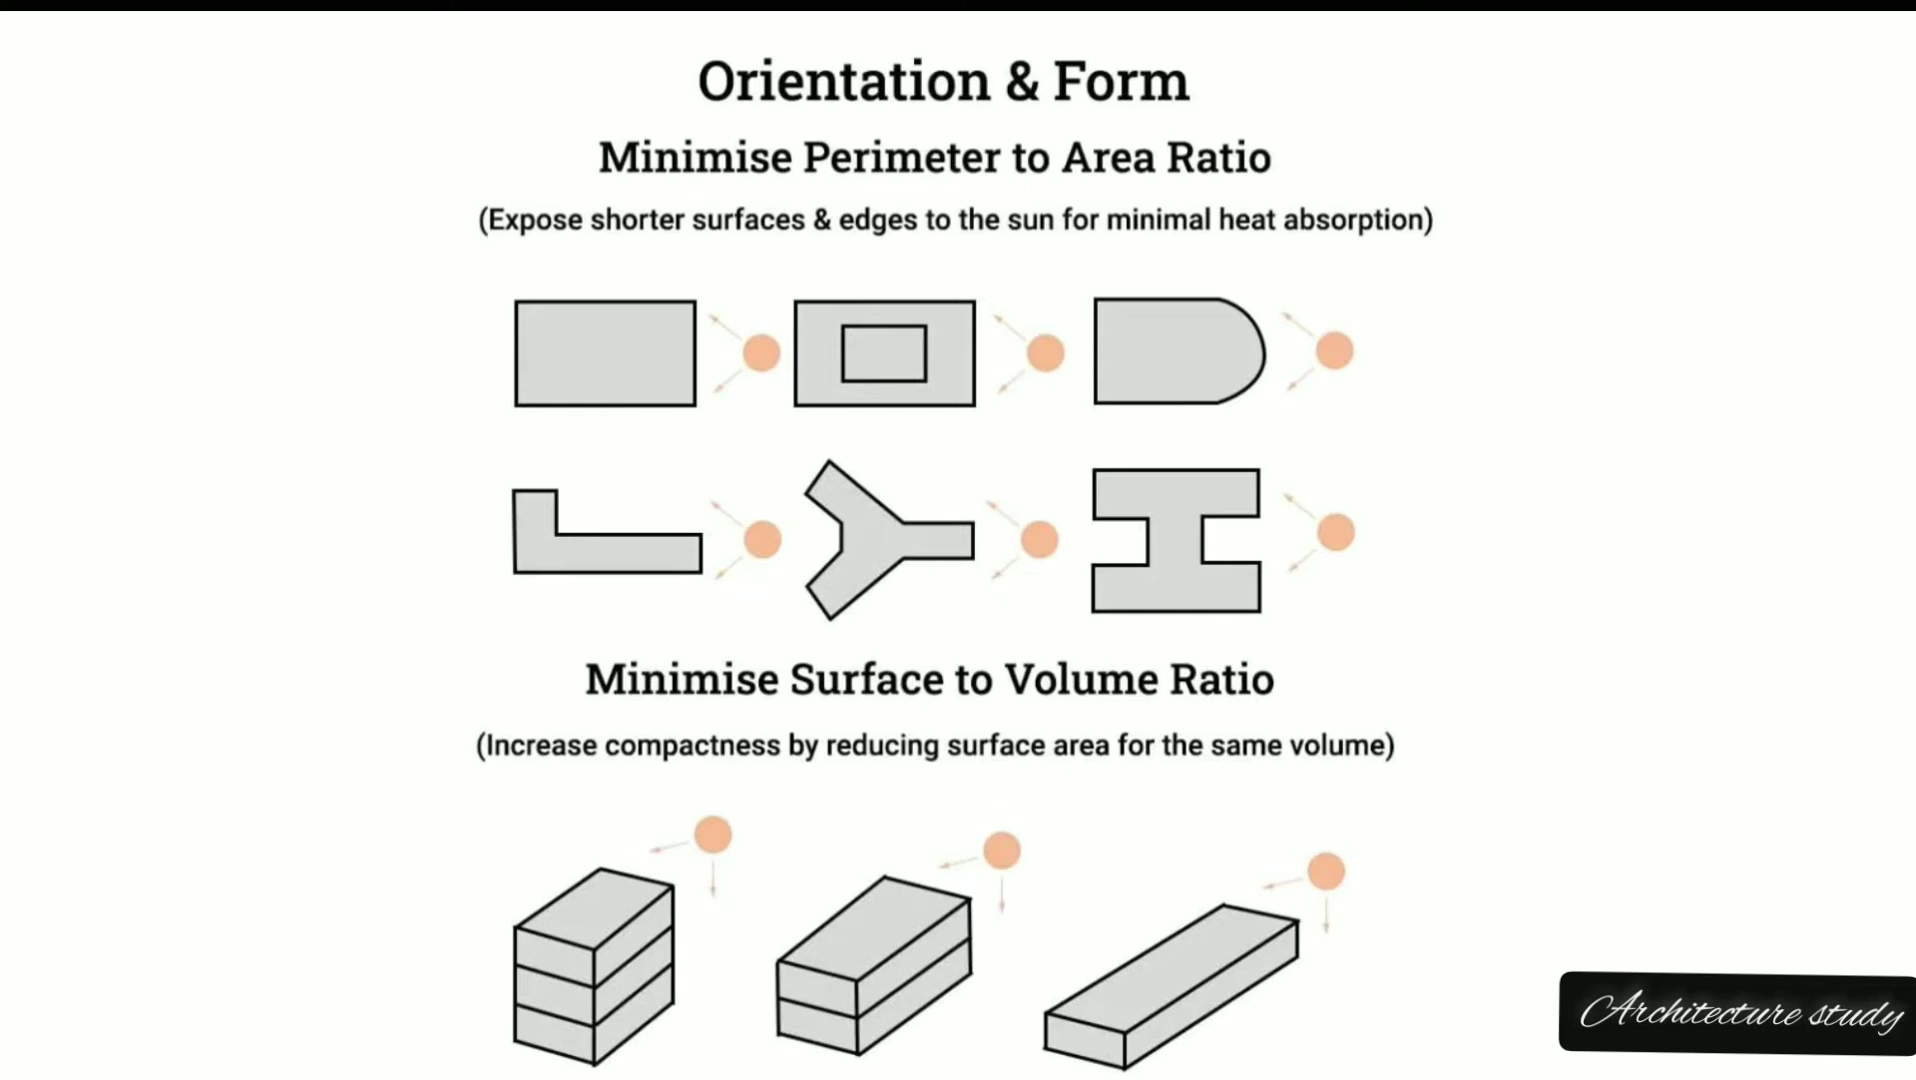 Orientation & Form
Minimise Perimeter to Area Ratio
(Expose shorter surfaces & edges to the sun for minimal heat absorption)
Minimise Surface to Volume Ratio
(Increase compactness by reducing surface area for the same volume)
Architecture study